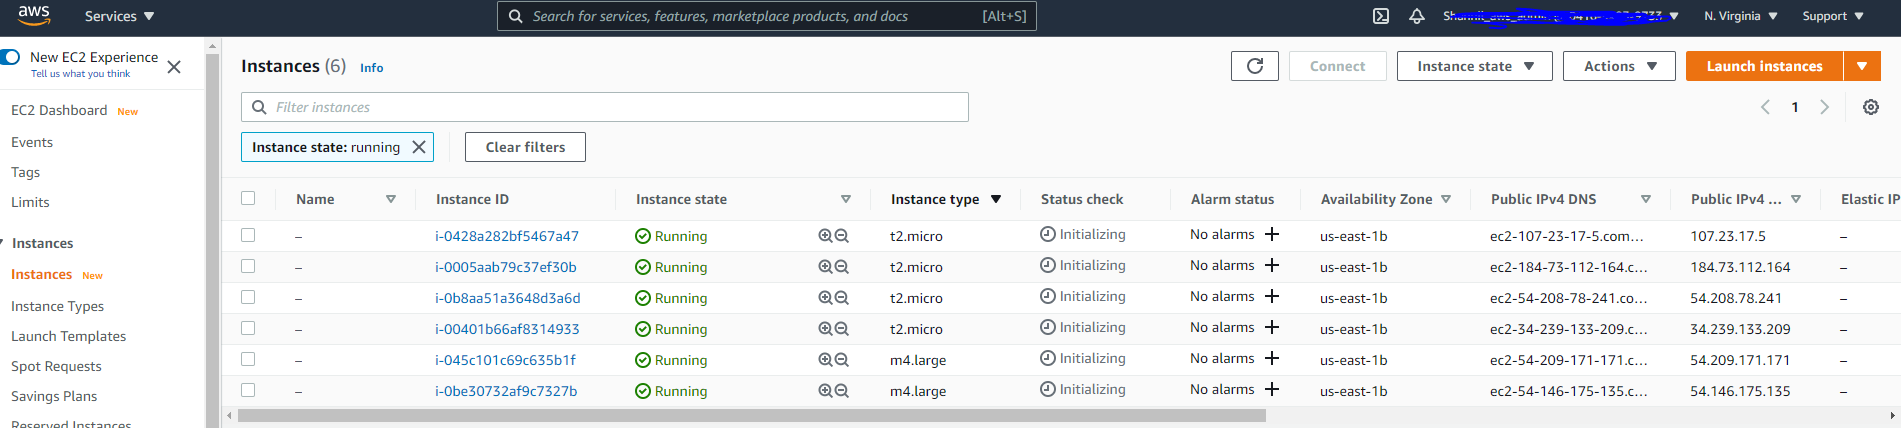 aws Services Search for services, features, marketplace products, and docs [Alt+S] N. Virginia Support
New EC2 Experience
Tell us what you think
EC2 Dashboard New
Events
Tags
Limits
Instances
Instances New
Instance Types
Launch Templates
Spot Requests
Savings Plans
Reserved Instances
Instances (6) Info Connect Instance state Actions Launch instances
Filter instances 1
Instance state: running Clear filters
Name Instance ID Instance state Instance type Status check Alarm status Availability Zone Public IPv4 DNS Public IPv4 ... Elastic IP
– i-0428a282bf5467a47 Running t2.micro Initializing No alarms + us-east-1b ec2-107-23-17-5.com... 107.23.17.5 –
– i-0005aab79c37ef30b Running t2.micro Initializing No alarms + us-east-1b ec2-184-73-112-164.c... 184.73.112.164 –
– i-0b8aa51a3648d3a6d Running t2.micro Initializing No alarms + us-east-1b ec2-54-208-78-241.co... 54.208.78.241 –
– i-00401b66af8314933 Running t2.micro Initializing No alarms + us-east-1b ec2-34-239-133-209.c... 34.239.133.209 –
– i-045c101c69c635b1f Running m4.large Initializing No alarms + us-east-1b ec2-54-209-171-171.c... 54.209.171.171 –
– i-0be30732af9c7327b Running m4.large Initializing No alarms + us-east-1b ec2-54-146-175-135.c... 54.146.175.135 –